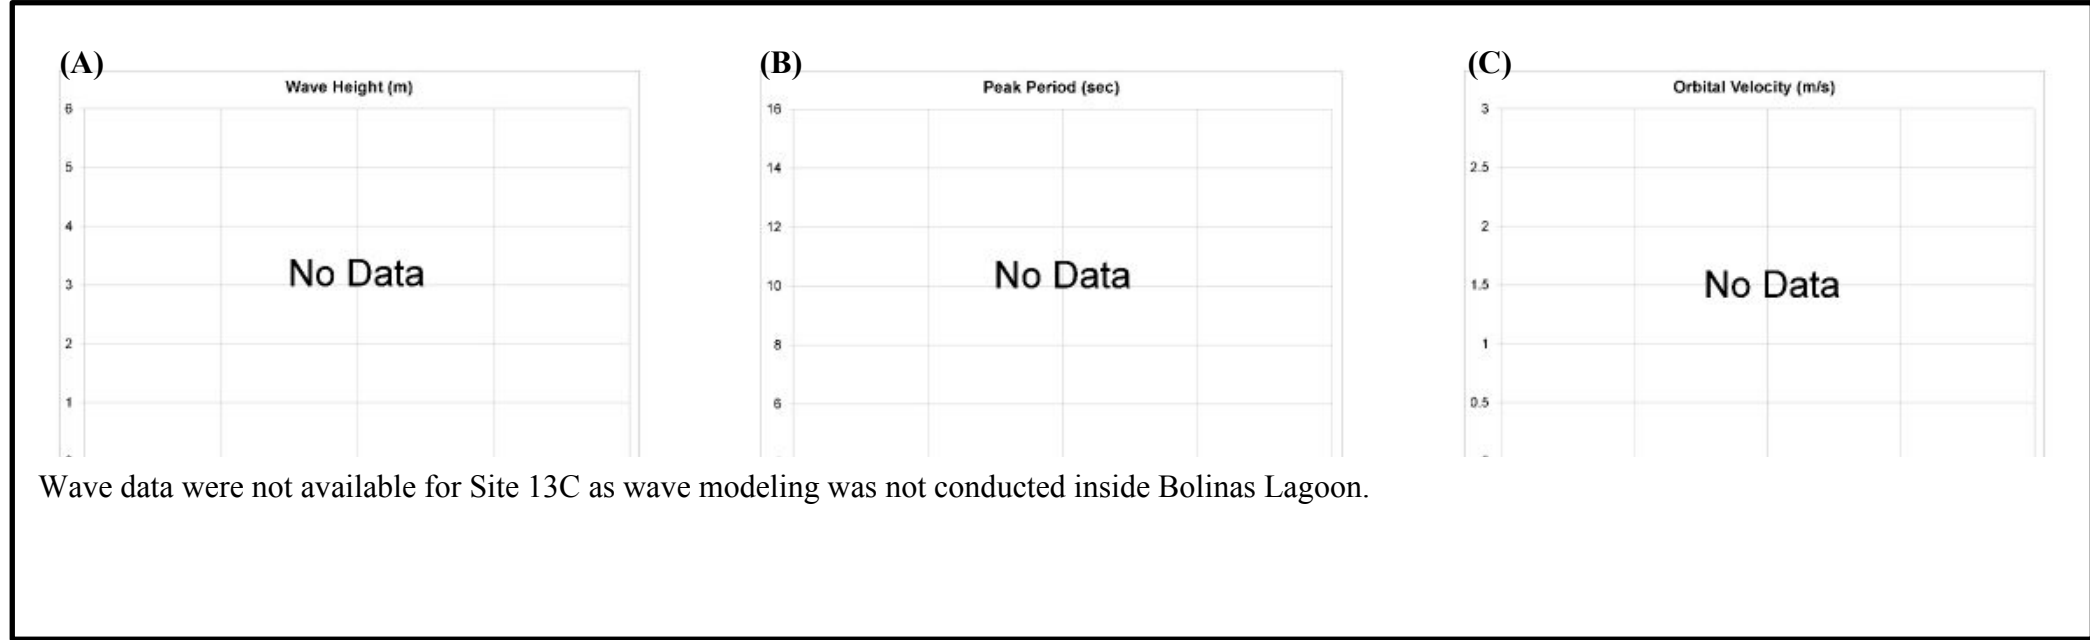 (A)
Wave Height (m)
6
5
4
3
2
1
No Data
(B)
Peak Period (sec)
16
14
12
10
8
6
No Data
(C)
Orbital Velocity (m/s)
3
2.5
2
1.5
1
0.5
No Data
Wave data were not available for Site 13C as wave modeling was not conducted inside Bolinas Lagoon.